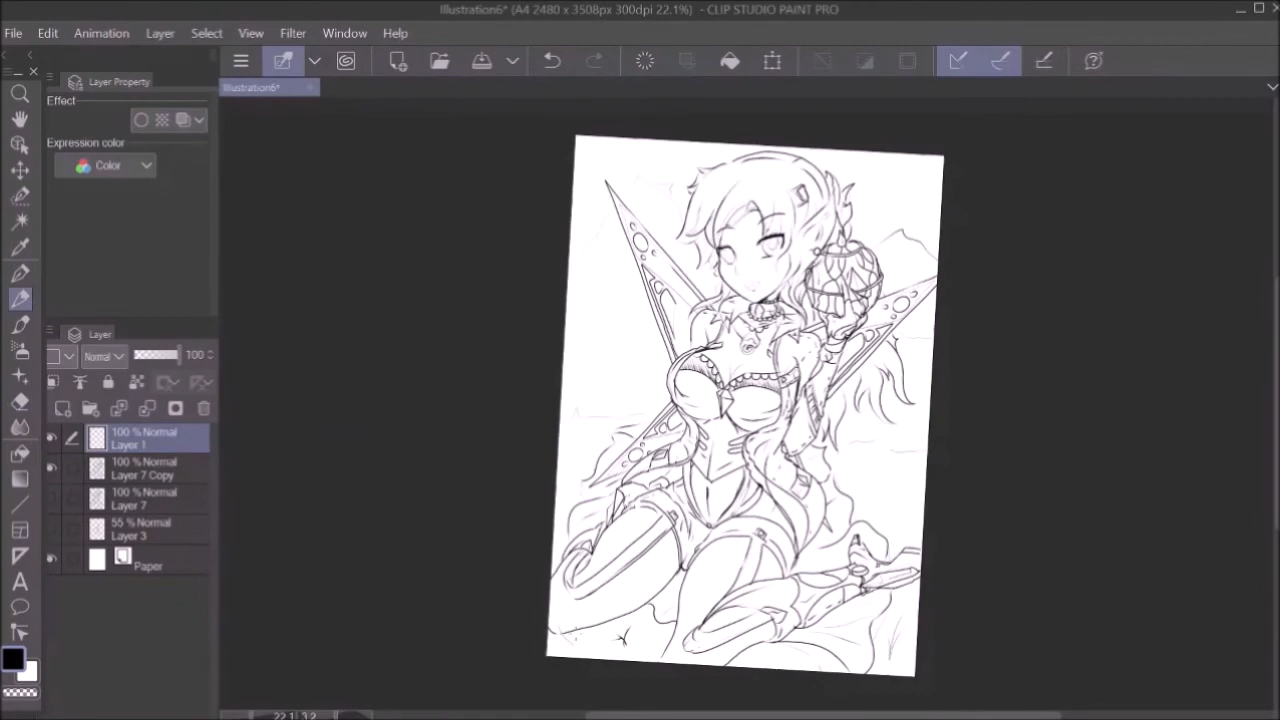 Illustration6* (A4 2480 x 3508px 300dpi 22.1%) - CLIP STUDIO PAINT PRO
File Edit Animation Layer Select View Filter Window Help
Illustration6*
Layer Property
Effect
Expression color
Color
Layer
Normal 100
100 % Normal
Layer 1
100 % Normal
Layer 7 Copy
100 % Normal
Layer 7
55 % Normal
Layer 3
Paper